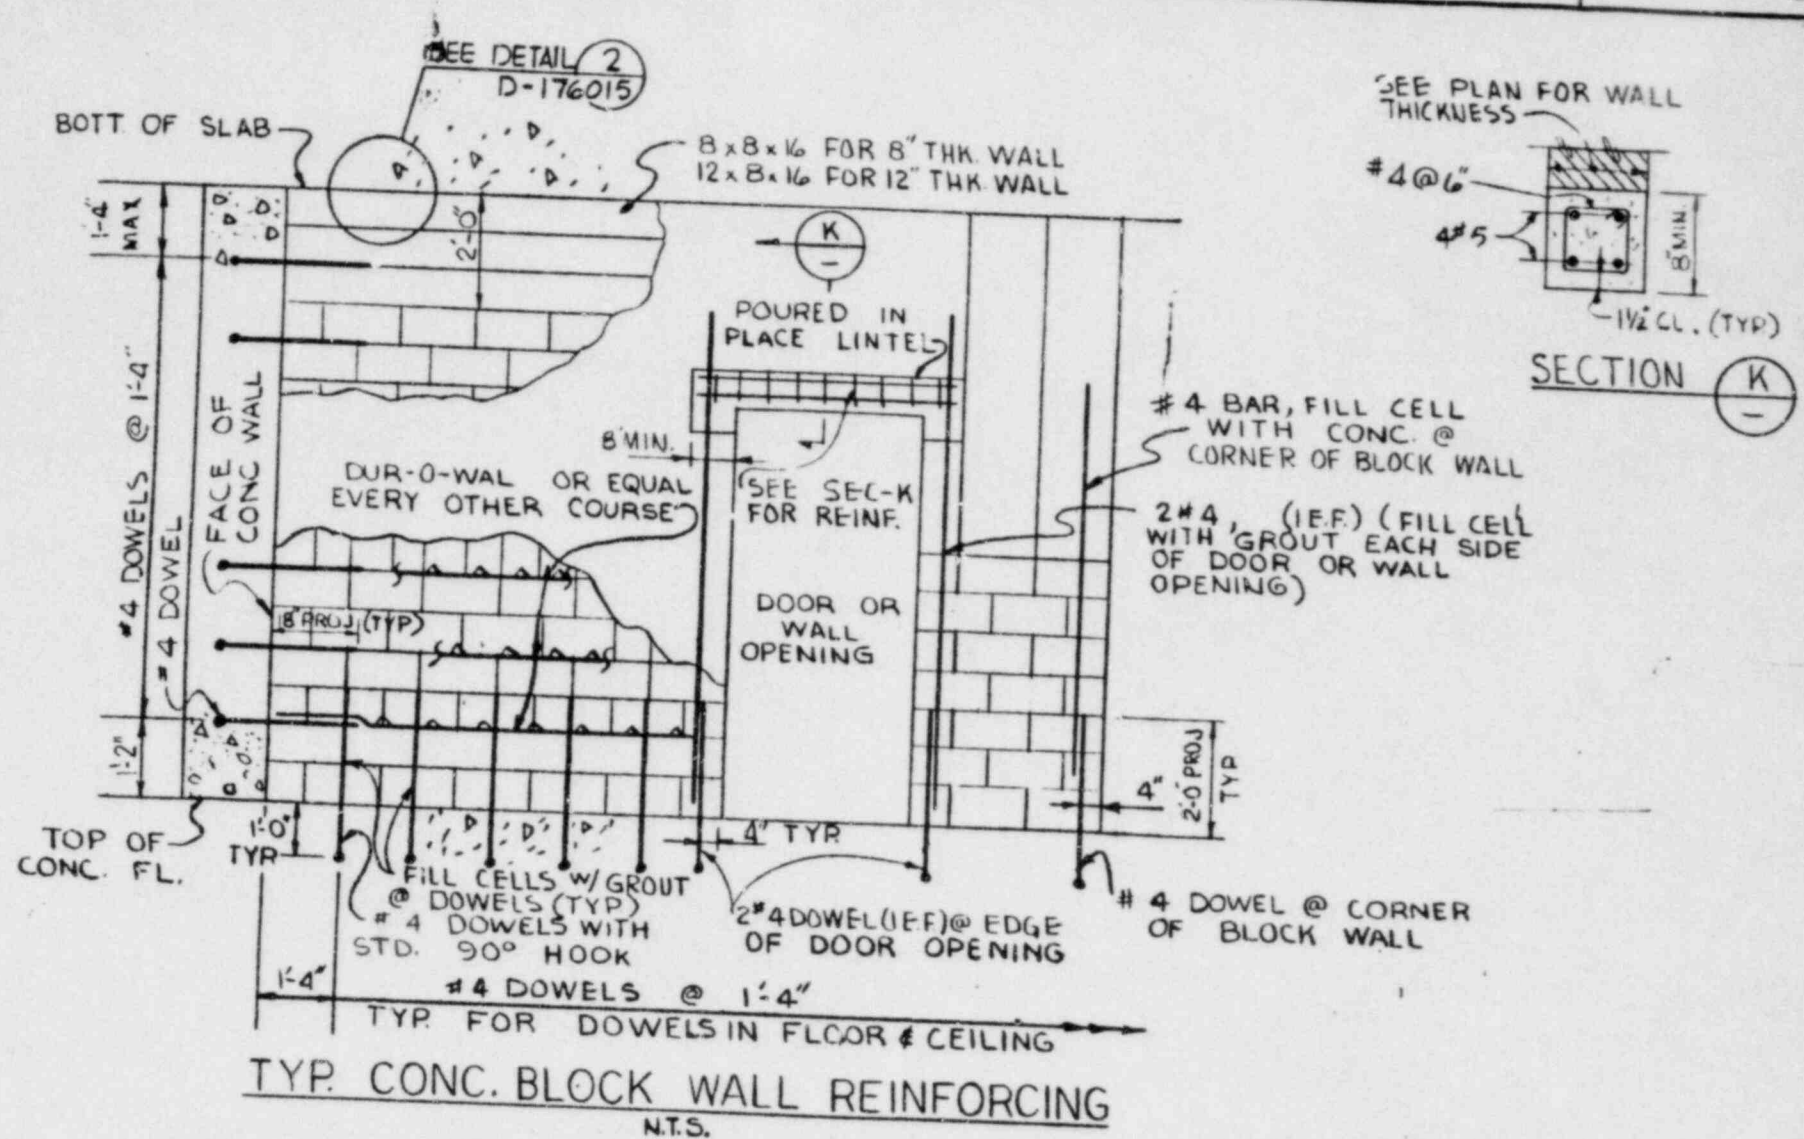 SEE DETAIL 2
D-176015
BOTT. OF SLAB
8 x 8 x 16 FOR 8" THK. WALL
12 x 8 x 16 FOR 12" THK. WALL
1'-4"
MAX
2'-0"
K
-
POURED IN
PLACE LINTEL
#4 DOWELS @ 1'-4"
#4 DOWEL
FACE OF
CONC WALL
8" MIN.
DUR-O-WAL OR EQUAL
EVERY OTHER COURSE
SEE SEC-K
FOR REINF.
#4 BAR, FILL CELL
WITH CONC. @
CORNER OF BLOCK WALL
2#4, (I.E.F.) (FILL CELL
WITH GROUT EACH SIDE
OF DOOR OR WALL
OPENING)
8" PROJ (TYP)
DOOR OR
WALL
OPENING
1'-2"
4"
2'-0" PROJ
TYP
TOP OF
CONC. FL.
1'-0"
TYP
4" TYP.
FILL CELLS W/ GROUT
@ DOWELS (TYP)
#4 DOWELS WITH
STD. 90° HOOK
2#4 DOWEL (I.E.F) @ EDGE
OF DOOR OPENING
#4 DOWEL @ CORNER
OF BLOCK WALL
1'-4"
#4 DOWELS @ 1'-4"
TYP. FOR DOWELS IN FLOOR & CEILING
TYP. CONC. BLOCK WALL REINFORCING
N.T.S.
SEE PLAN FOR WALL
THICKNESS
#4@6"
4#5
8" MIN.
1½" CL. (TYP.)
SECTION K
-